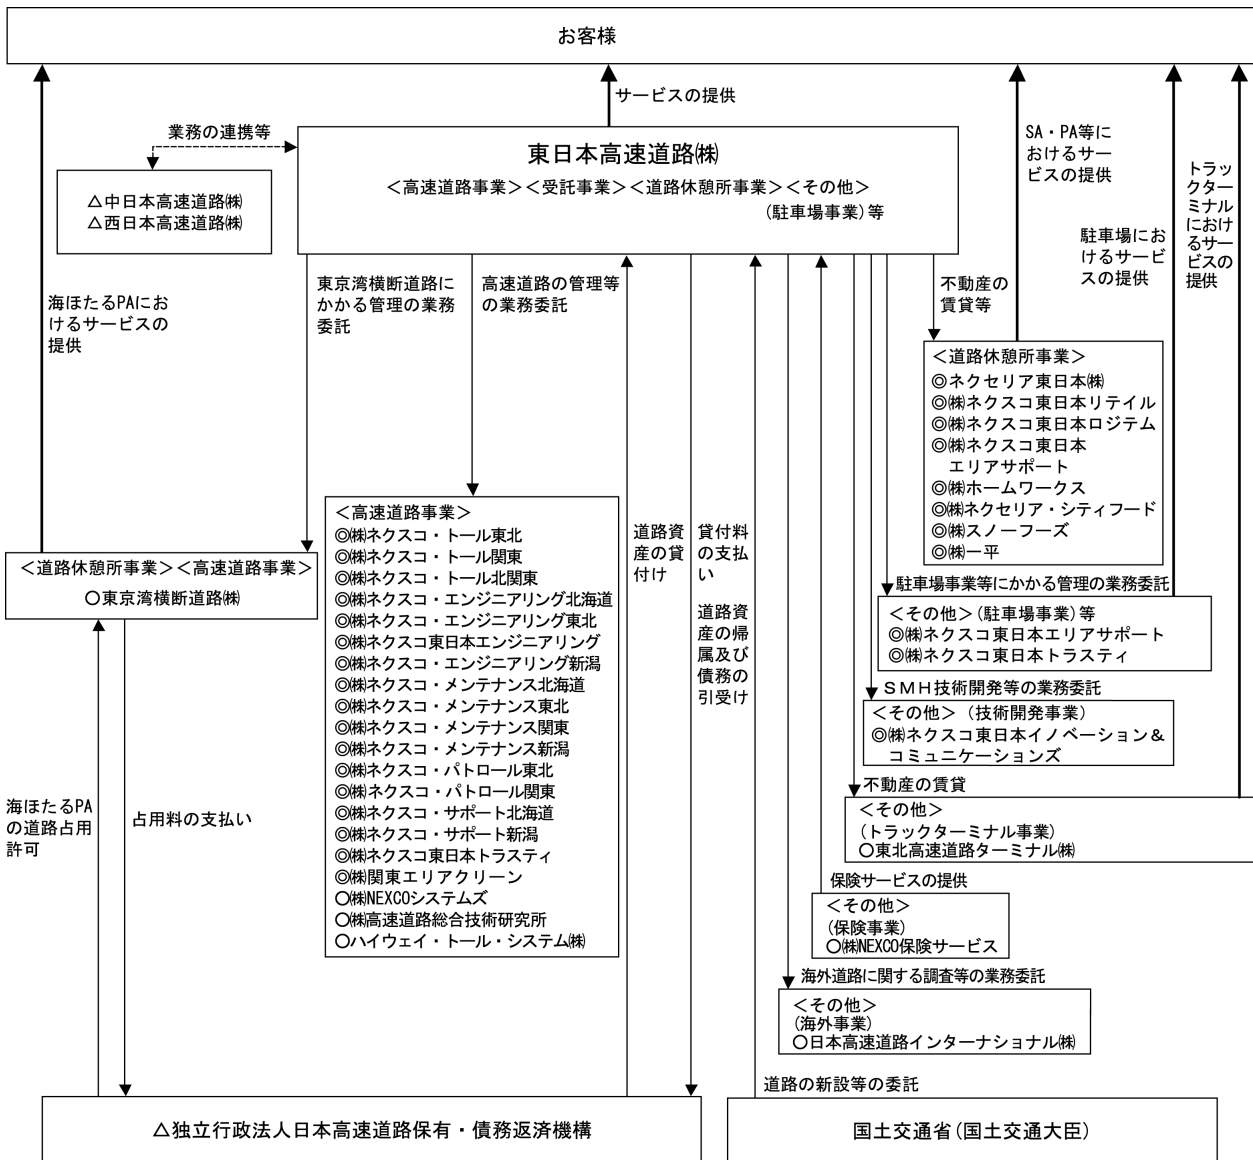 お客様
サービスの提供
業務の連携等
東日本高速道路㈱
＜高速道路事業＞＜受託事業＞＜道路休憩所事業＞＜その他＞
(駐車場事業)等
△中日本高速道路㈱
△西日本高速道路㈱
SA・PA等に
おけるサー
ビスの提供
駐車場にお
けるサービ
スの提供
トラッ
クター
ミナル
におけ
るサー
ビスの
提供
海ほたるPAにお
けるサービスの
提供
東京湾横断道路に
かかる管理の業務
委託
高速道路の管理等
の業務委託
不動産の
賃貸等
＜道路休憩所事業＞
◎ネクセリア東日本㈱
◎㈱ネクスコ東日本リテイル
◎㈱ネクスコ東日本ロジテム
◎㈱ネクスコ東日本
エリアサポート
◎㈱ホームワークス
◎㈱ネクセリア・シティフード
◎㈱スノーフーズ
◎㈱一平
＜高速道路事業＞
◎㈱ネクスコ・トール東北
◎㈱ネクスコ・トール関東
◎㈱ネクスコ・トール北関東
◎㈱ネクスコ・エンジニアリング北海道
◎㈱ネクスコ・エンジニアリング東北
◎㈱ネクスコ東日本エンジニアリング
◎㈱ネクスコ・エンジニアリング新潟
◎㈱ネクスコ・メンテナンス北海道
◎㈱ネクスコ・メンテナンス東北
◎㈱ネクスコ・メンテナンス関東
◎㈱ネクスコ・メンテナンス新潟
◎㈱ネクスコ・パトロール東北
◎㈱ネクスコ・パトロール関東
◎㈱ネクスコ・サポート北海道
◎㈱ネクスコ・サポート新潟
◎㈱ネクスコ東日本トラスティ
◎㈱関東エリアクリーン
○㈱NEXCOシステムズ
○㈱高速道路総合技術研究所
○ハイウェイ・トール・システム㈱
道路資
産の貸
付け
貸付料
の支払
い
道路資
産の帰
属及び
債務の
引受け
＜道路休憩所事業＞＜高速道路事業＞
○東京湾横断道路㈱
駐車場事業等にかかる管理の業務委託
＜その他＞(駐車場事業)等
◎㈱ネクスコ東日本エリアサポート
◎㈱ネクスコ東日本トラスティ
ＳＭＨ技術開発等の業務委託
＜その他＞（技術開発事業）
◎㈱ネクスコ東日本イノベーション＆
コミュニケーションズ
不動産の賃貸
＜その他＞
(トラックターミナル事業)
○東北高速道路ターミナル㈱
海ほたるPA
の道路占用
許可
占用料の支払い
保険サービスの提供
＜その他＞
(保険事業)
○㈱NEXCO保険サービス
海外道路に関する調査等の業務委託
＜その他＞
(海外事業)
○日本高速道路インターナショナル㈱
道路の新設等の委託
△独立行政法人日本高速道路保有・債務返済機構
国土交通省(国土交通大臣)